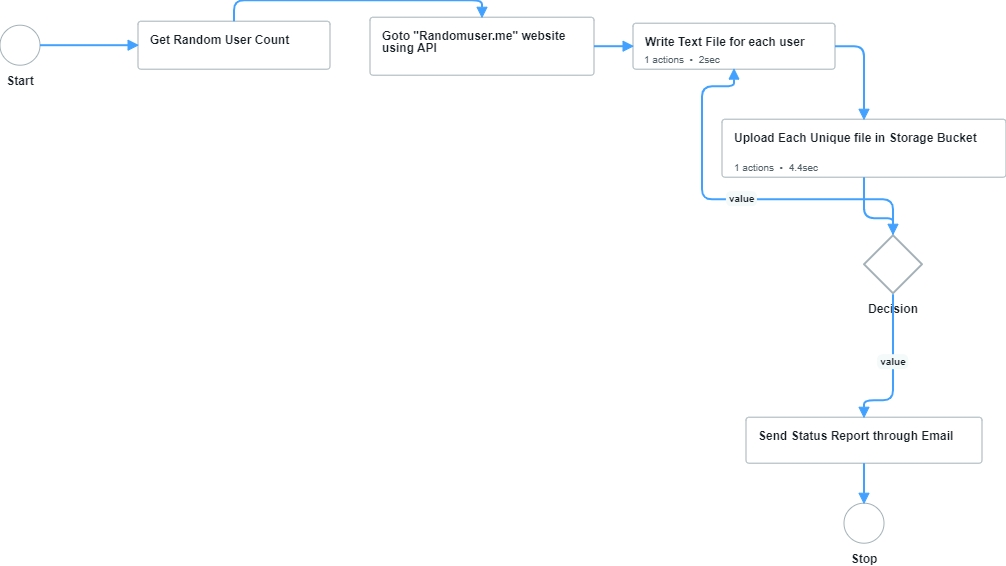 Start
Get Random User Count
Goto "Randomuser.me" website
using API
Write Text File for each user
1 actions • 2sec
Upload Each Unique file in Storage Bucket
1 actions • 4.4sec
value
Decision
value
Send Status Report through Email
Stop